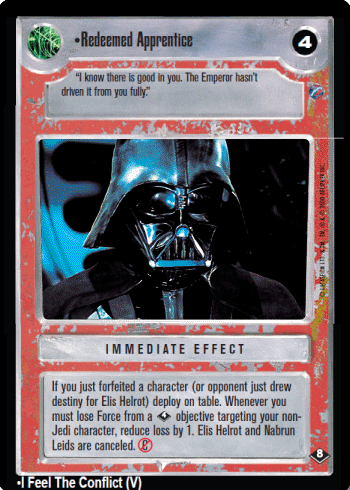 •Redeemed Apprentice
4
"I know there is good in you. The Emperor hasn't
driven it from you fully."
IMMEDIATE EFFECT
If you just forfeited a character (or opponent just drew
destiny for Elis Helrot) deploy on table. Whenever you
must lose Force from a objective targeting your non-
Jedi character, reduce loss by 1. Elis Helrot and Nabrun
Leids are canceled.
8
•I Feel The Conflict (V)